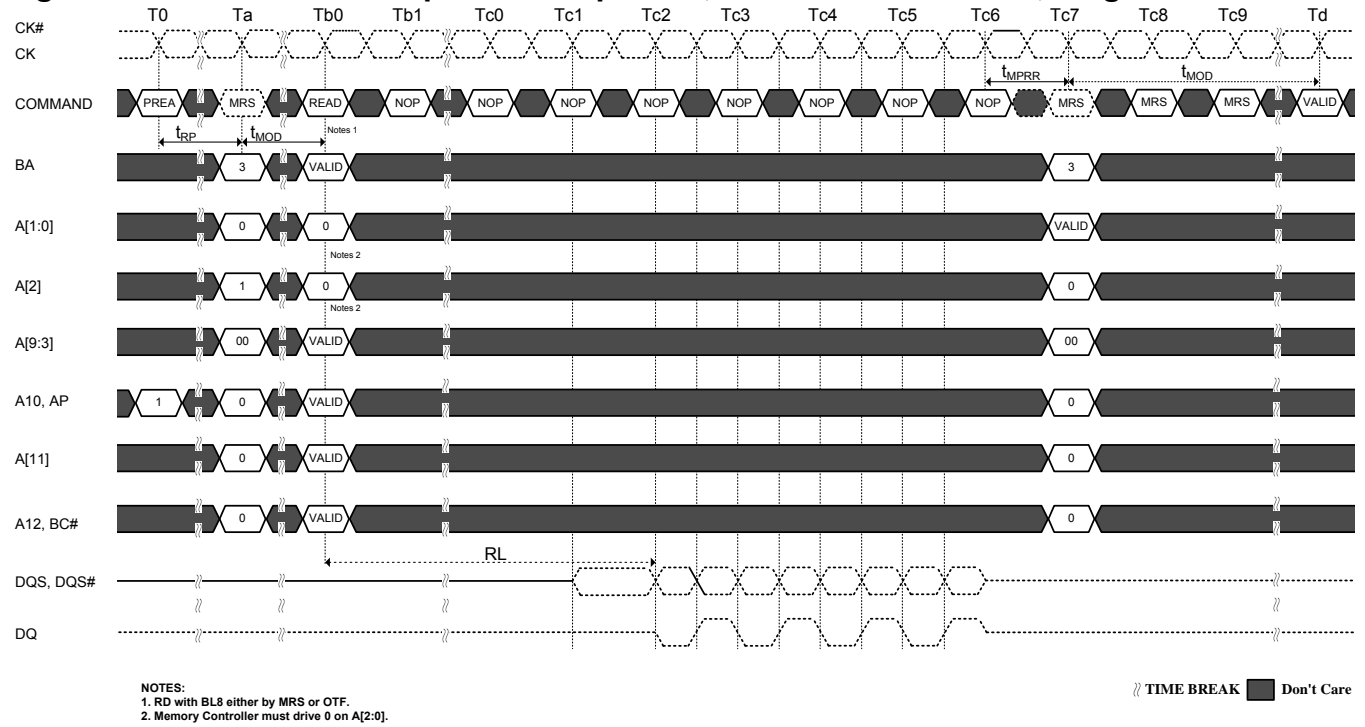 T0 Ta Tb0 Tb1 Tc0 Tc1 Tc2 Tc3 Tc4 Tc5 Tc6 Tc7 Tc8 Tc9 Td
CK#
CK
tMPRR tMOD
COMMAND PREA MRS READ NOP NOP NOP NOP NOP NOP NOP NOP MRS MRS MRS VALID
tRP tMOD Notes 1
BA 3 VALID 3
A[1:0] 0 0 VALID
Notes 2
A[2] 1 0 0
Notes 2
A[9:3] 00 VALID 00
A10, AP 1 0 VALID 0
A[11] 0 VALID 0
A12, BC# 0 VALID 0
RL
DQS, DQS#
DQ
NOTES:
1. RD with BL8 either by MRS or OTF.
2. Memory Controller must drive 0 on A[2:0].
TIME BREAK Don't Care